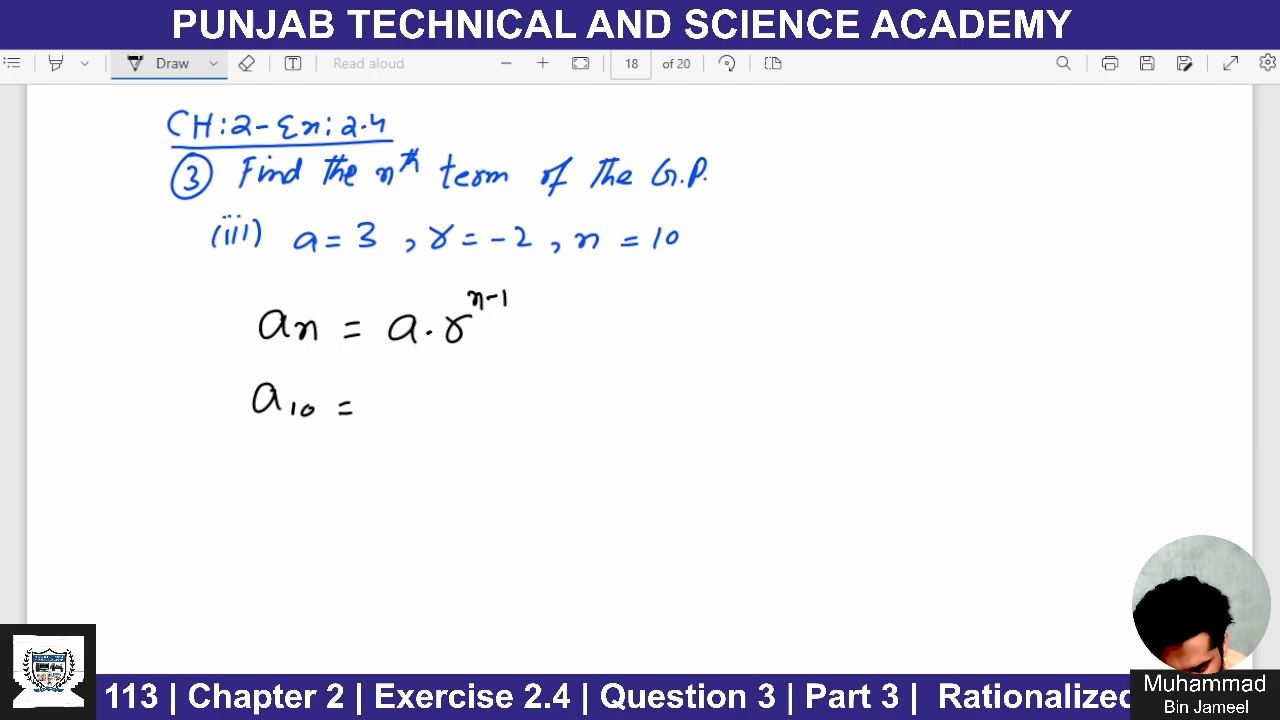 PUNJAB TECHNICAL AND SCIENCE ACADEMY
Draw Read aloud 18 of 20
CH:2-Ex:2.4
③ Find the nth term of the G.P.
(iii) a=3, r=-2, n=10
an = a.r^n-1
a10 =
113 | Chapter 2 | Exercise 2.4 | Question 3 | Part 3 | Rationalized
Muhammad
Bin Jameel